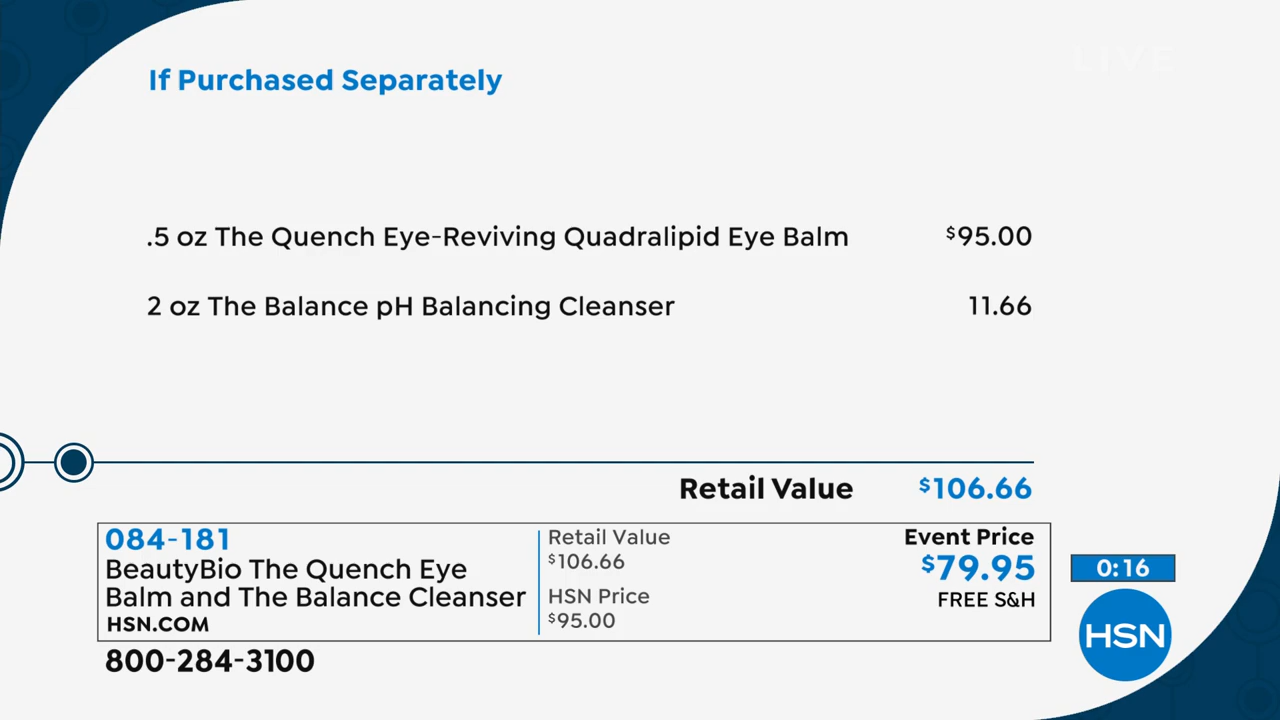 LIVE
If Purchased Separately
.5 oz The Quench Eye-Reviving Quadralipid Eye Balm $95.00
2 oz The Balance pH Balancing Cleanser 11.66
Retail Value $106.66
084-181
BeautyBio The Quench Eye
Balm and The Balance Cleanser
HSN.COM
Retail Value
$106.66
HSN Price
$95.00
Event Price
$79.95
FREE S&H
0:16
HSN
800-284-3100